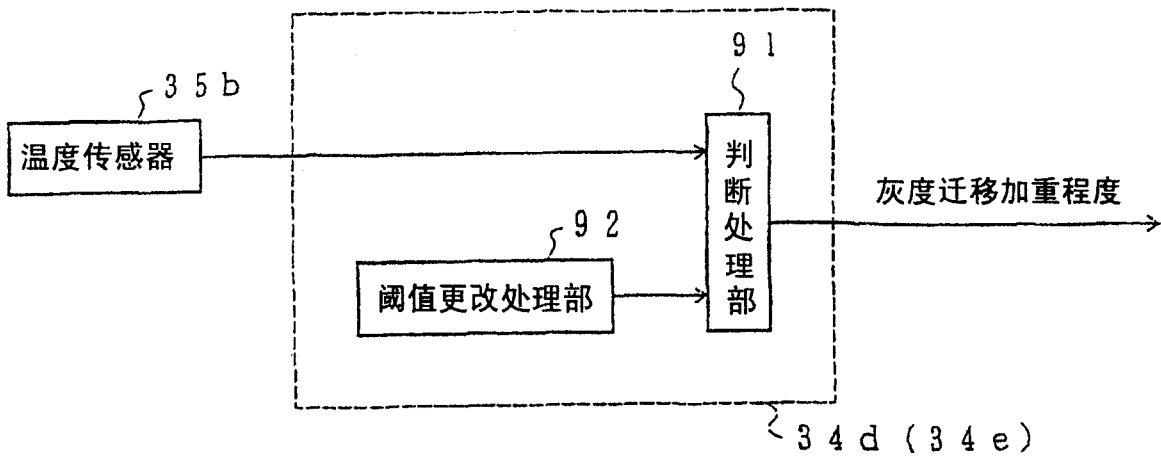 91
35b
温度传感器
判断处理部
灰度迁移加重程度
92
阈值更改处理部
34d(34e)